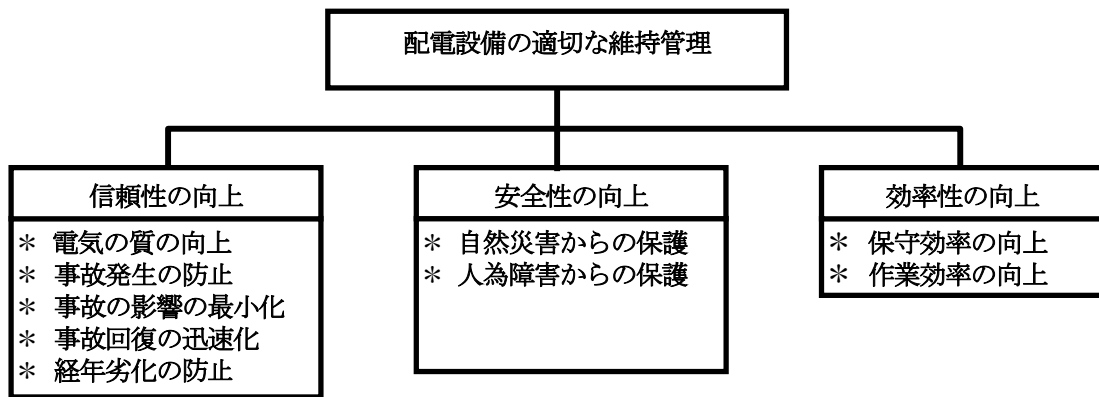 配電設備の適切な維持管理
信頼性の向上
＊ 電気の質の向上
＊ 事故発生の防止
＊ 事故の影響の最小化
＊ 事故回復の迅速化
＊ 経年劣化の防止
安全性の向上
＊ 自然災害からの保護
＊ 人為障害からの保護
効率性の向上
＊ 保守効率の向上
＊ 作業効率の向上